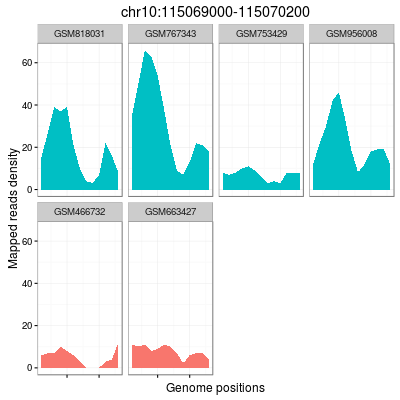 chr10:115069000-115070200
GSM818031 GSM767343 GSM753429 GSM956008
60
40
20
0
GSM466732 GSM663427
60
40
20
0
Mapped reads density
Genome positions